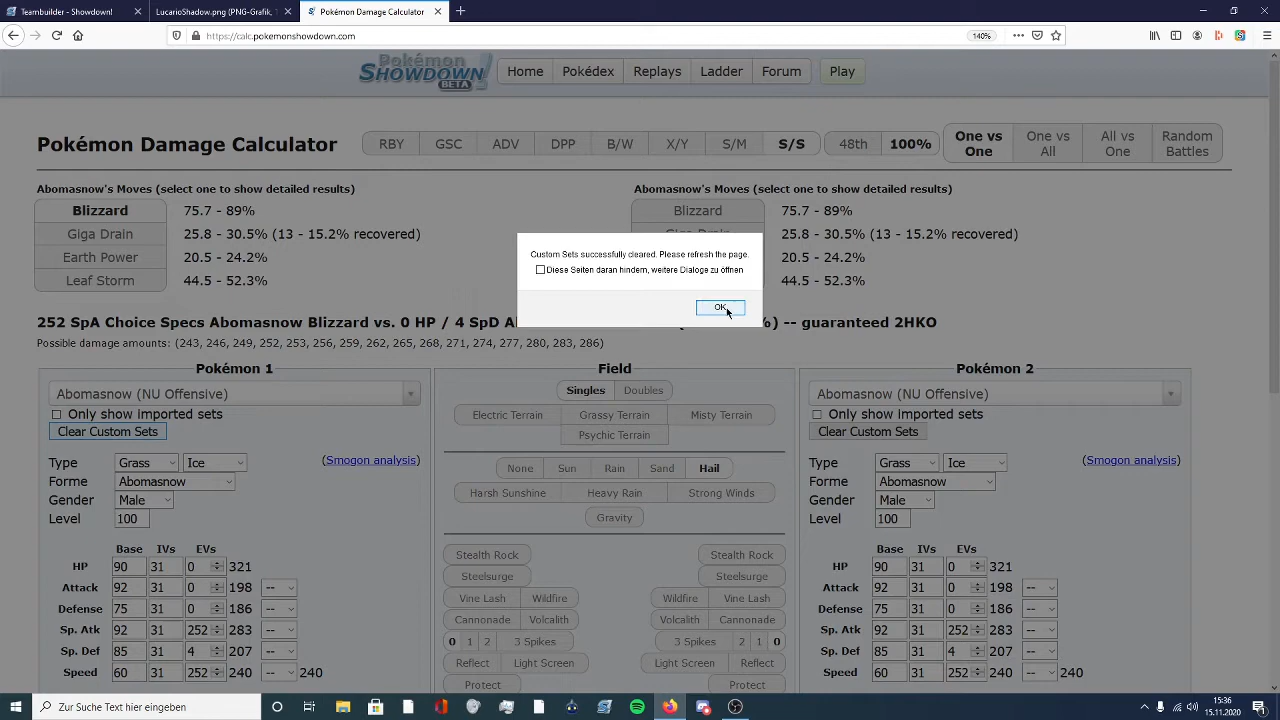 Teambuilder - Showdown!
LucarioShadow.png (PNG-Grafik, 1
Pokémon Damage Calculator
https://calc.pokemonshowdown.com
140%
Pokémon
SHOWDOWN!
BETA
Home
Pokédex
Replays
Ladder
Forum
Play
Pokémon Damage Calculator
RBY
GSC
ADV
DPP
B/W
X/Y
S/M
S/S
48th
100%
One vs One
One vs All
All vs One
Random Battles
Abomasnow's Moves (select one to show detailed results)
Blizzard 75.7 - 89%
Giga Drain 25.8 - 30.5% (13 - 15.2% recovered)
Earth Power 20.5 - 24.2%
Leaf Storm 44.5 - 52.3%
Abomasnow's Moves (select one to show detailed results)
Blizzard 75.7 - 89%
25.8 - 30.5% (13 - 15.2% recovered)
20.5 - 24.2%
44.5 - 52.3%
Custom Sets successfully cleared. Please refresh the page.
Diese Seiten daran hindern, weitere Dialoge zu öffnen
OK
252 SpA Choice Specs Abomasnow Blizzard vs. 0 HP / 4 SpD %) -- guaranteed 2HKO
Possible damage amounts: (243, 246, 249, 252, 253, 256, 259, 262, 265, 268, 271, 274, 277, 280, 283, 286)
Pokémon 1
Abomasnow (NU Offensive)
Only show imported sets
Clear Custom Sets
Type Grass Ice (Smogon analysis)
Forme Abomasnow
Gender Male
Level 100
Base IVs EVs
HP 90 31 0 321
Attack 92 31 0 198 --
Defense 75 31 0 186 --
Sp. Atk 92 31 252 283 --
Sp. Def 85 31 4 207 --
Speed 60 31 252 240 -- 240
Field
Singles Doubles
Electric Terrain Grassy Terrain Misty Terrain
Psychic Terrain
None Sun Rain Sand Hail
Harsh Sunshine Heavy Rain Strong Winds
Gravity
Stealth Rock Stealth Rock
Steelsurge Steelsurge
Vine Lash Wildfire Wildfire Vine Lash
Cannonade Volcalith Volcalith Cannonade
0 1 2 3 Spikes 3 Spikes 2 1 0
Reflect Light Screen Light Screen Reflect
Protect Protect
Pokémon 2
Abomasnow (NU Offensive)
Only show imported sets
Clear Custom Sets
Type Grass Ice (Smogon analysis)
Forme Abomasnow
Gender Male
Level 100
Base IVs EVs
HP 90 31 0 321
Attack 92 31 0 198 --
Defense 75 31 0 186 --
Sp. Atk 92 31 252 283 --
Sp. Def 85 31 4 207 --
Speed 60 31 252 240 -- 240
Zur Suche Text hier eingeben
15:36
15.11.2020